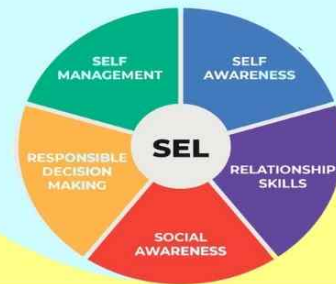 SELF
MANAGEMENT
SELF
AWARENESS
SEL
RESPONSIBLE
DECISION
MAKING
RELATIONSHIP
SKILLS
SOCIAL
AWARENESS